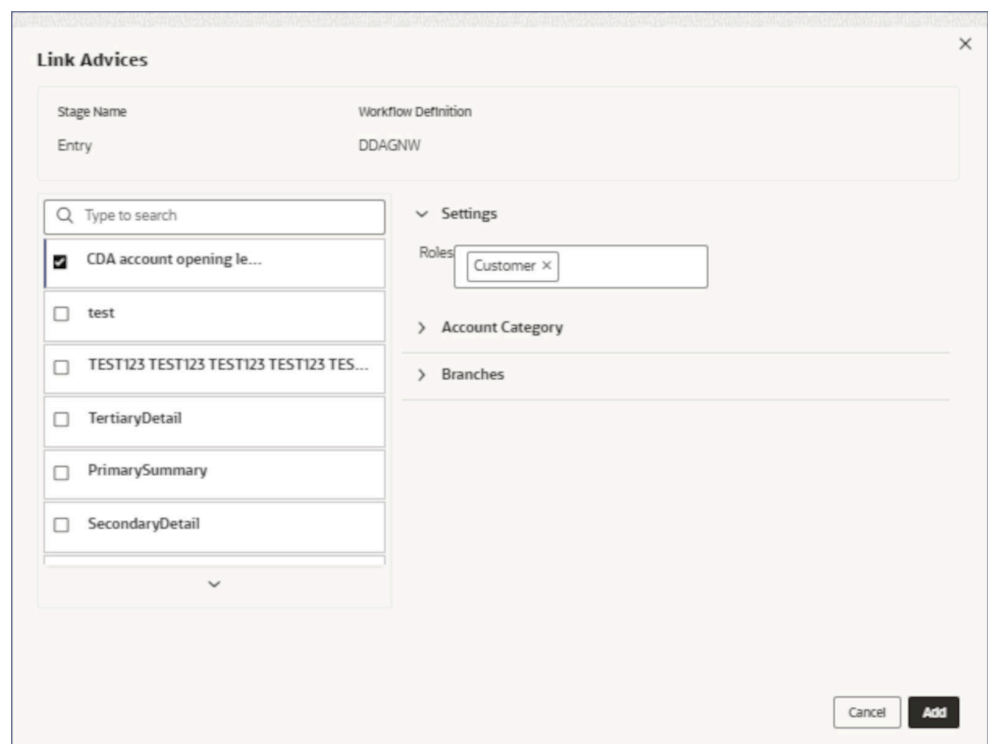 Link Advices
Stage Name Workflow Definition
Entry DDAGNW
Type to search
CDA account opening le...
test
TEST123 TEST123 TEST123 TEST123 TES...
TertiaryDetail
PrimarySummary
SecondaryDetail
Settings
Roles Customer ×
Account Category
Branches
Cancel Add